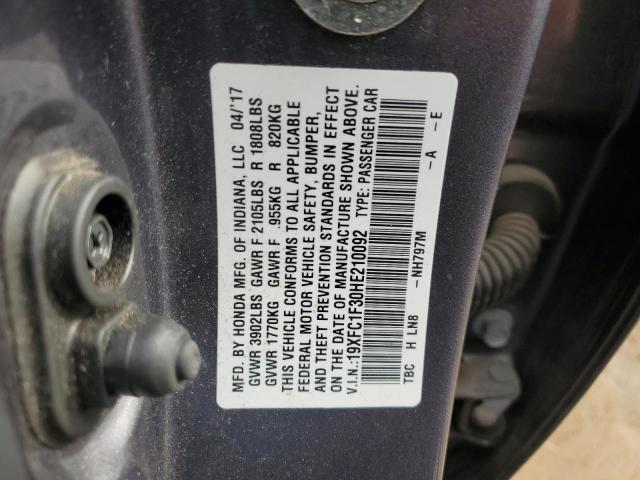 MFD. BY HONDA MFG. OF INDIANA, LLC 04/'17
GVWR 3902LBS GAWR F 2105LBS R 1808LBS
GVWR 1770KG GAWR F .955KG R 820KG
THIS VEHICLE CONFORMS TO ALL APPLICABLE
FEDERAL MOTOR VEHICLE SAFETY, BUMPER,
AND THEFT PREVENTION STANDARDS IN EFFECT
ON THE DATE OF MANUFACTURE SHOWN ABOVE.
V.I.N.:19XFC1F30HE210092 TYPE: PASSENGER CAR
TBC H LN8 -NH797M -A -E